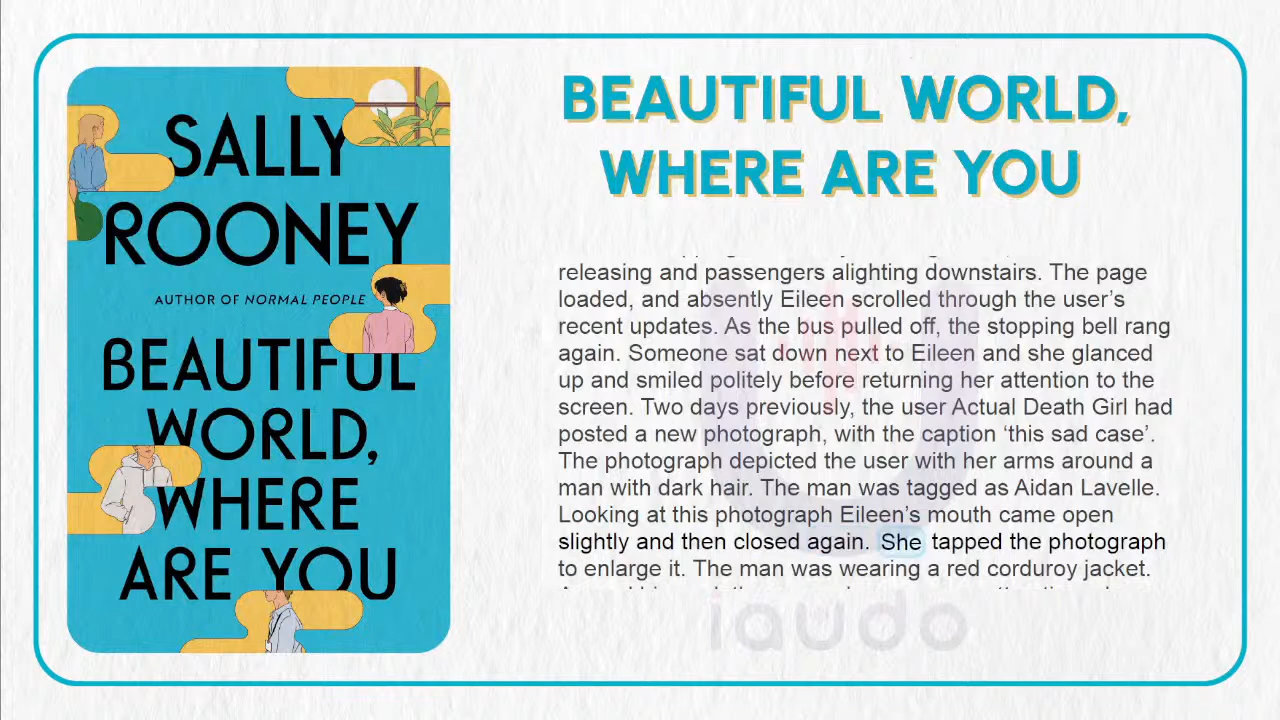 SALLY
ROONEY
AUTHOR OF NORMAL PEOPLE
BEAUTIFUL
WORLD,
WHERE
ARE YOU
BEAUTIFUL WORLD,
WHERE ARE YOU
releasing and passengers alighting downstairs. The page
loaded, and absently Eileen scrolled through the user’s
recent updates. As the bus pulled off, the stopping bell rang
again. Someone sat down next to Eileen and she glanced
up and smiled politely before returning her attention to the
screen. Two days previously, the user Actual Death Girl had
posted a new photograph, with the caption ‘this sad case’.
The photograph depicted the user with her arms around a
man with dark hair. The man was tagged as Aidan Lavelle.
Looking at this photograph Eileen’s mouth came open
slightly and then closed again. She tapped the photograph
to enlarge it. The man was wearing a red corduroy jacket.
iaudo